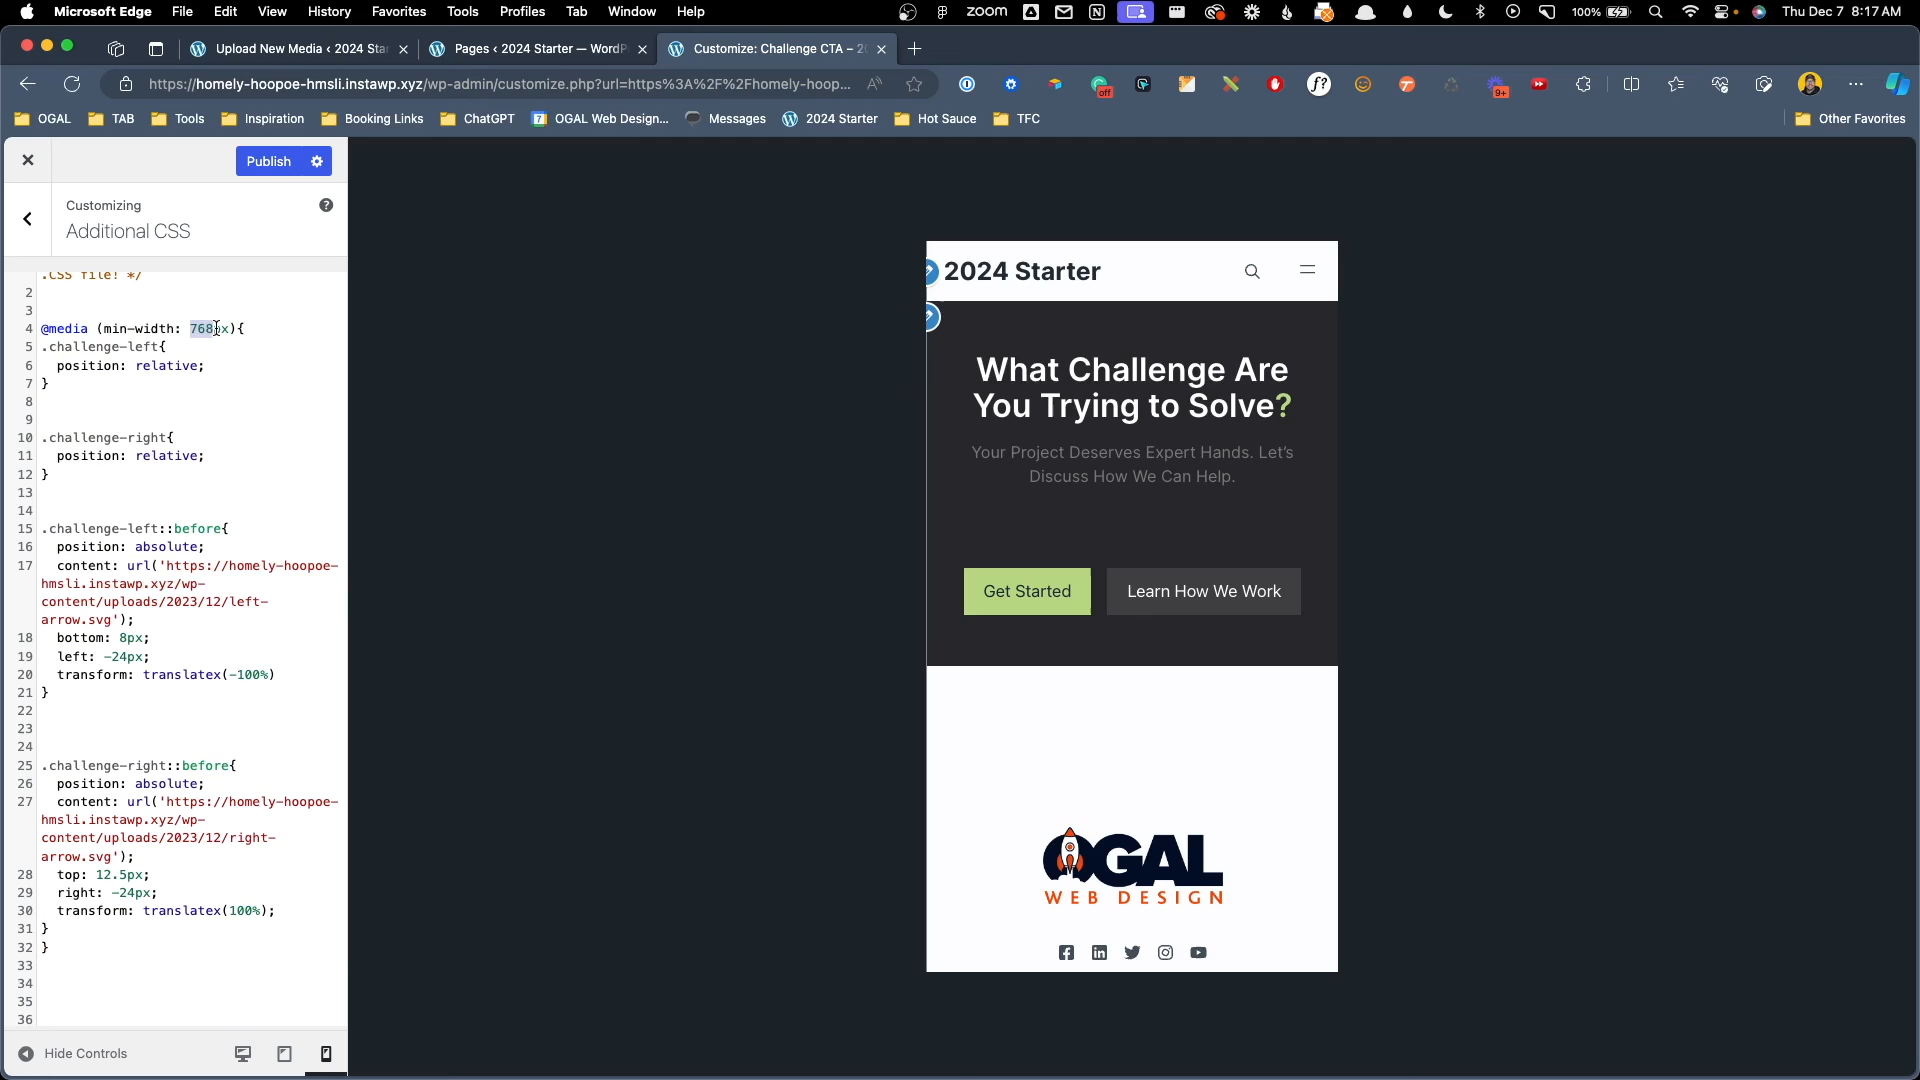 Microsoft Edge File Edit View History Favorites Tools Profiles Tab Window Help zoom 100% Thu Dec 7 8:17 AM
Upload New Media ‹ 2024 Star Pages ‹ 2024 Starter — WordP Customize: Challenge CTA – 20
https://homely-hoopoe-hmsli.instawp.xyz/wp-admin/customize.php?url=https%3A%2F%2Fhomely-hoop... off f? 9+
OGAL TAB Tools Inspiration Booking Links ChatGPT 7 OGAL Web Design... Messages 2024 Starter Hot Sauce TFC Other Favorites
Publish
Customizing
Additional CSS
.CSS file! */
2
3
4 @media (min-width: 768px){
5 .challenge-left{
6 position: relative;
7 }
8
9
10 .challenge-right{
11 position: relative;
12 }
13
14
15 .challenge-left::before{
16 position: absolute;
17 content: url('https://homely-hoopoe-
hmsli.instawp.xyz/wp-
content/uploads/2023/12/left-
arrow.svg');
18 bottom: 8px;
19 left: -24px;
20 transform: translatex(-100%)
21 }
22
23
24
25 .challenge-right::before{
26 position: absolute;
27 content: url('https://homely-hoopoe-
hmsli.instawp.xyz/wp-
content/uploads/2023/12/right-
arrow.svg');
28 top: 12.5px;
29 right: -24px;
30 transform: translatex(100%);
31 }
32 }
33
34
35
36
Hide Controls
2024 Starter
What Challenge Are
You Trying to Solve?
Your Project Deserves Expert Hands. Let's
Discuss How We Can Help.
Get Started Learn How We Work
OGAL
WEB DESIGN